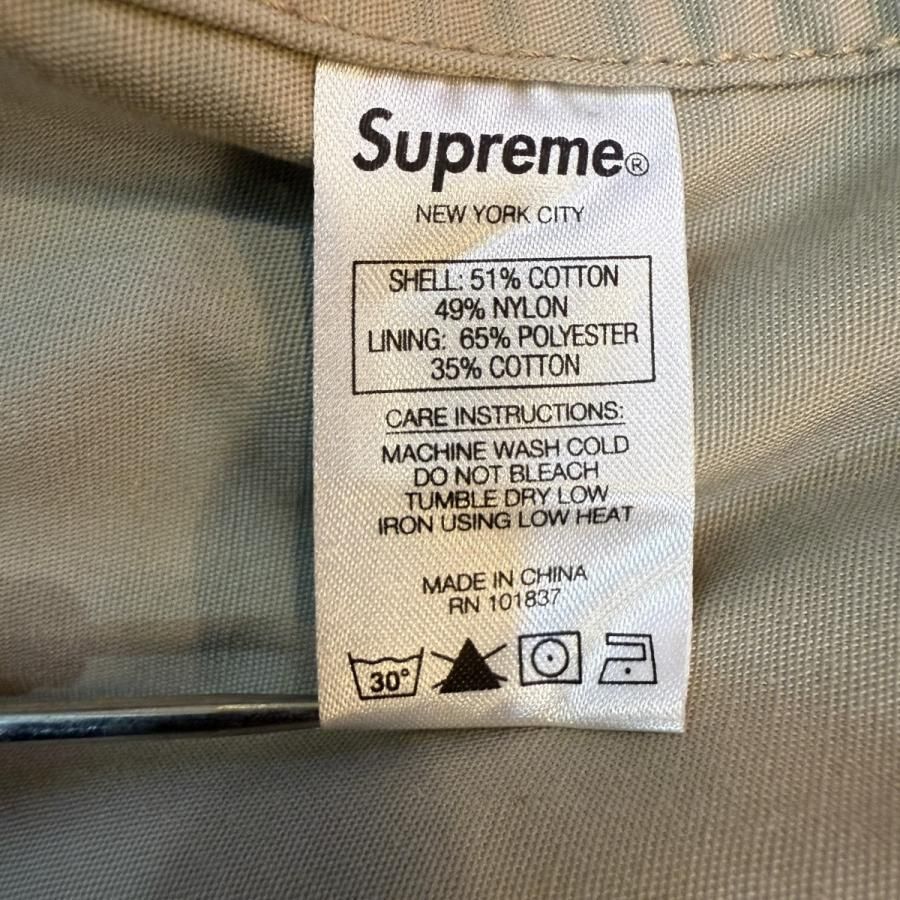 Supreme®
NEW YORK CITY
SHELL: 51% COTTON
49% NYLON
LINING: 65% POLYESTER
35% COTTON
CARE INSTRUCTIONS:
MACHINE WASH COLD
DO NOT BLEACH
TUMBLE DRY LOW
IRON USING LOW HEAT
MADE IN CHINA
RN 101837
30°